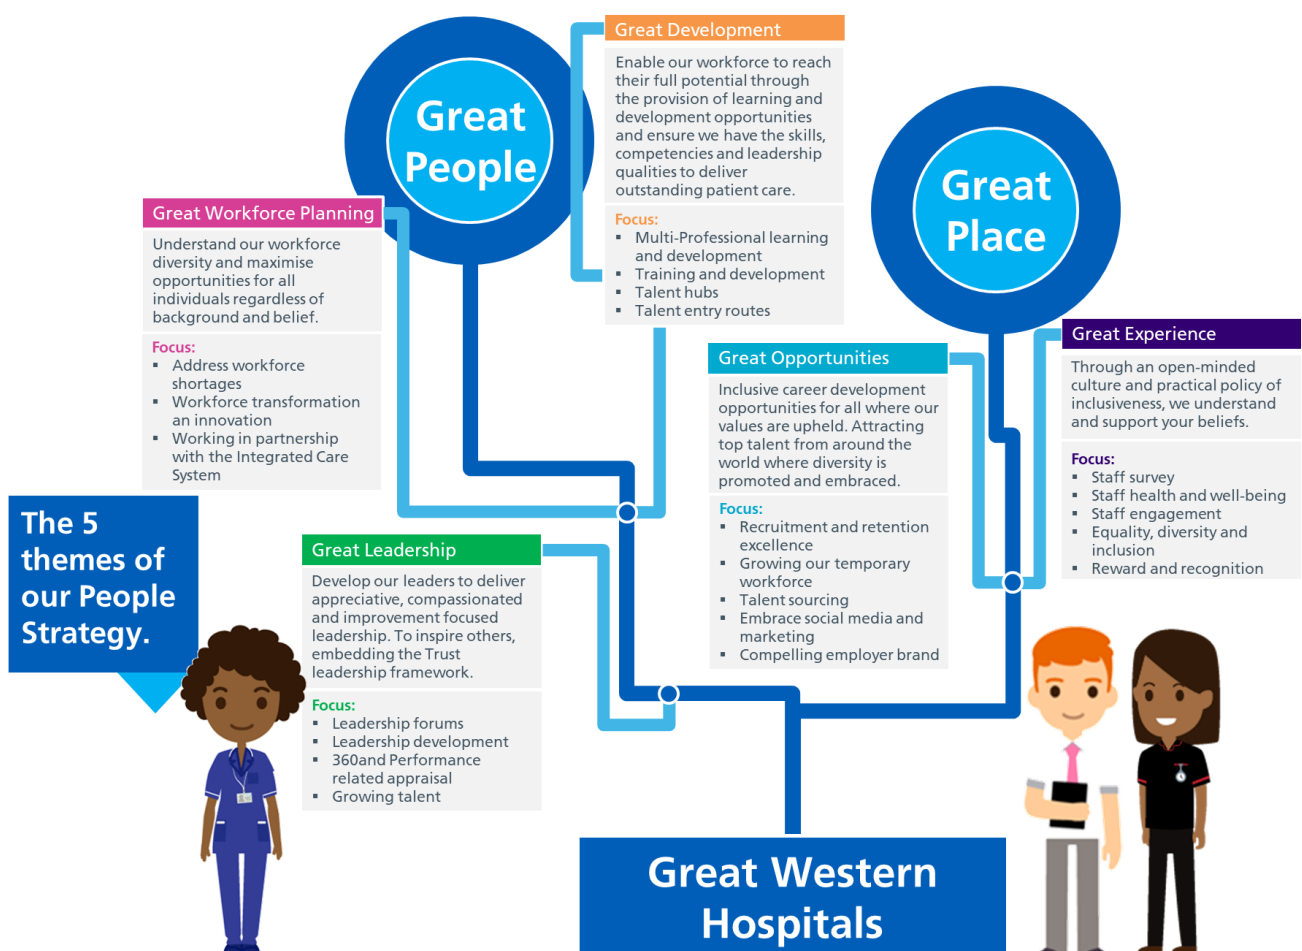 Great
People
Great Development
Enable our workforce to reach
their full potential through
the provision of learning and
development opportunities
and ensure we have the skills,
competencies and leadership
qualities to deliver
outstanding patient care.
Focus:
▪ Multi-Professional learning
and development
▪ Training and development
▪ Talent hubs
▪ Talent entry routes
Great
Place
Great Workforce Planning
Understand our workforce
diversity and maximise
opportunities for all
individuals regardless of
background and belief.
Focus:
▪ Address workforce
shortages
▪ Workforce transformation
an innovation
▪ Working in partnership
with the Integrated Care
System
Great Opportunities
Inclusive career development
opportunities for all where our
values are upheld. Attracting
top talent from around the
world where diversity is
promoted and embraced.
Focus:
▪ Recruitment and retention
excellence
▪ Growing our temporary
workforce
▪ Talent sourcing
▪ Embrace social media and
marketing
▪ Compelling employer brand
Great Experience
Through an open-minded
culture and practical policy of
inclusiveness, we understand
and support your beliefs.
Focus:
▪ Staff survey
▪ Staff health and well-being
▪ Staff engagement
▪ Equality, diversity and
inclusion
▪ Reward and recognition
The 5
themes of
our People
Strategy.
Great Leadership
Develop our leaders to deliver
appreciative, compassionated
and improvement focused
leadership. To inspire others,
embedding the Trust
leadership framework.
Focus:
▪ Leadership forums
▪ Leadership development
▪ 360and Performance
related appraisal
▪ Growing talent
Great Western
Hospitals